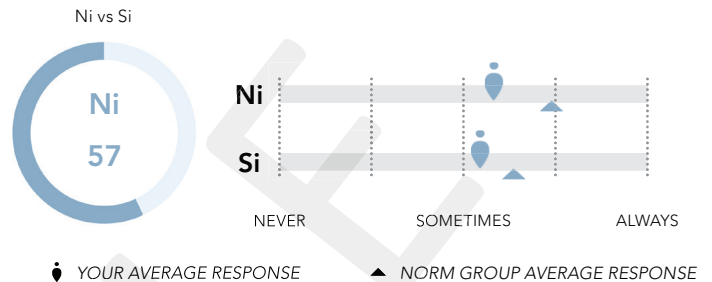 Ni vs Si
Ni
57
Ni
Si
NEVER SOMETIMES ALWAYS
YOUR AVERAGE RESPONSE NORM GROUP AVERAGE RESPONSE